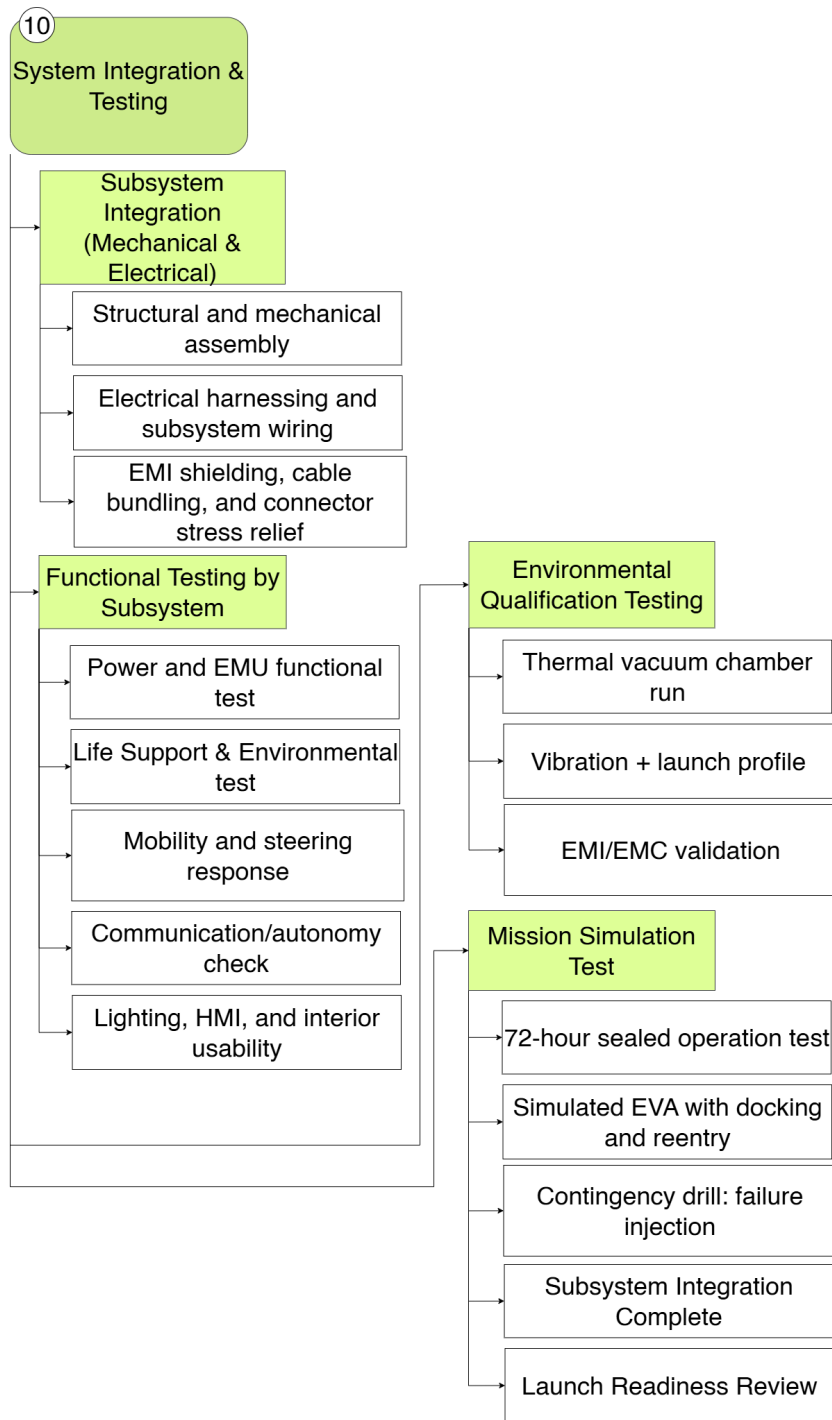 10
System Integration &
Testing
Subsystem
Integration
(Mechanical &
Electrical)
Structural and mechanical
assembly
Electrical harnessing and
subsystem wiring
EMI shielding, cable
bundling, and connector
stress relief
Functional Testing by
Subsystem
Power and EMU functional
test
Life Support & Environmental
test
Mobility and steering
response
Communication/autonomy
check
Lighting, HMI, and interior
usability
Environmental
Qualification Testing
Thermal vacuum chamber
run
Vibration + launch profile
EMI/EMC validation
Mission Simulation
Test
72-hour sealed operation test
Simulated EVA with docking
and reentry
Contingency drill: failure
injection
Subsystem Integration
Complete
Launch Readiness Review